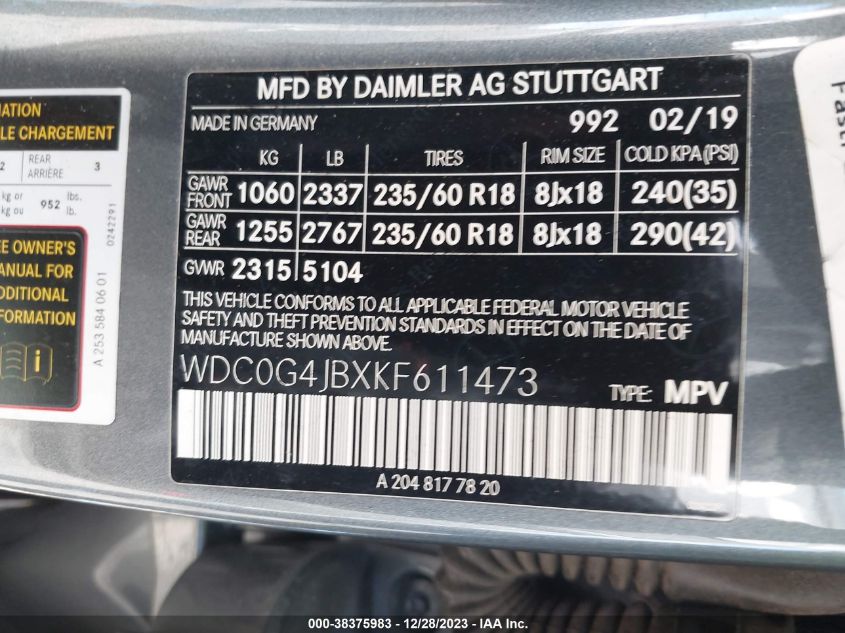 MFD BY DAIMLER AG STUTTGART
MADE IN GERMANY 992 02/19
KG LB TIRES RIM SIZE COLD KPA (PSI)
GAWR FRONT 1060 2337 235/60 R18 8Jx18 240(35)
GAWR REAR 1255 2767 235/60 R18 8Jx18 290(42)
GVWR 2315 5104
THIS VEHICLE CONFORMS TO ALL APPLICABLE FEDERAL MOTOR VEHICLE
SAFETY AND THEFT PREVENTION STANDARDS IN EFFECT ON THE DATE OF
MANUFACTURE SHOWN ABOVE.
WDC0G4JBXKF611473 TYPE: MPV
A 204 817 78 20
CHARGEMENT
2 REAR ARRIÈRE 3
kg or 952 lbs.
kg ou lb.
0242291
OWNER'S
MANUAL FOR
ADDITIONAL
INFORMATION
A 253 584 06 01
000-38375983 - 12/28/2023 - IAA Inc.